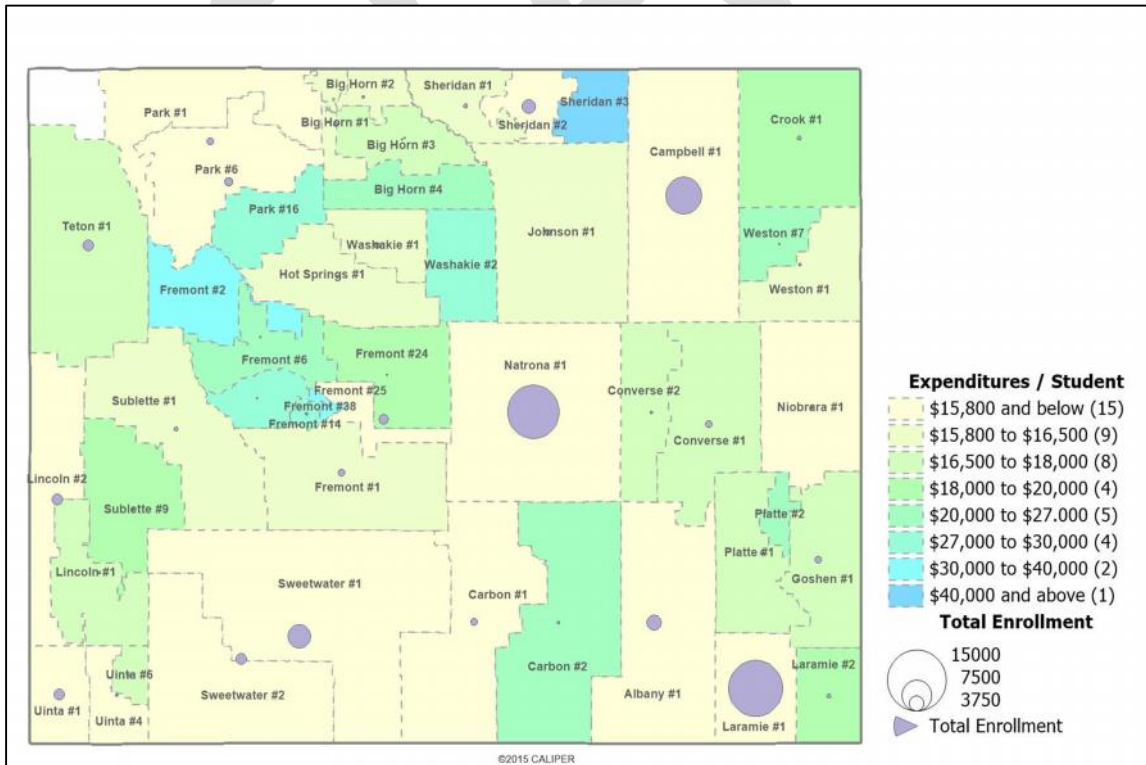 Big Horn #2
Sheridan #1
Park #1
Sheridan #3
Big Horn #1
Sheridan #2
Crook #1
Big Horn #3
Campbell #1
Park #6
Big Horn #4
Park #16
Teton #1
Johnson #1
Weston #7
Washakie #1
Washakie #2
Hot Springs #1
Fremont #2
Weston #1
Fremont #24
Fremont #6
Natrona #1
Fremont #25
Converse #2
Sublette #1
Fremont #38
Niobrara #1
Fremont #14
Converse #1
Lincoln #2
Fremont #1
Sublette #9
Platte #2
Platte #1
Lincoln #1
Goshen #1
Sweetwater #1
Carbon #1
Laramie #2
Uinta #6
Carbon #2
Sweetwater #2
Albany #1
Uinta #1
Uinta #4
Laramie #1
Expenditures / Student
$15,800 and below (15)
$15,800 to $16,500 (9)
$16,500 to $18,000 (8)
$18,000 to $20,000 (4)
$20,000 to $27.000 (5)
$27,000 to $30,000 (4)
$30,000 to $40,000 (2)
$40,000 and above (1)
Total Enrollment
15000
7500
3750
Total Enrollment
©2015 CALIPER